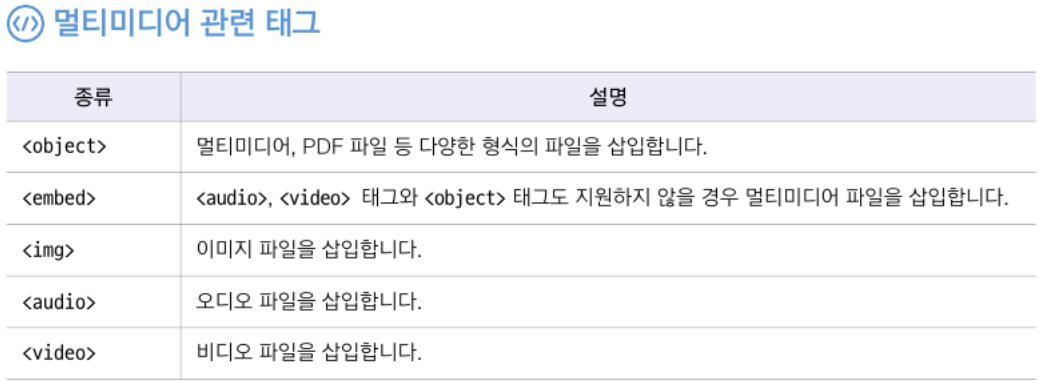 </> 멀티미디어 관련 태그
종류 설명
<object> 멀티미디어, PDF 파일 등 다양한 형식의 파일을 삽입합니다.
<embed> <audio>, <video> 태그와 <object> 태그도 지원하지 않을 경우 멀티미디어 파일을 삽입합니다.
<img> 이미지 파일을 삽입합니다.
<audio> 오디오 파일을 삽입합니다.
<video> 비디오 파일을 삽입합니다.